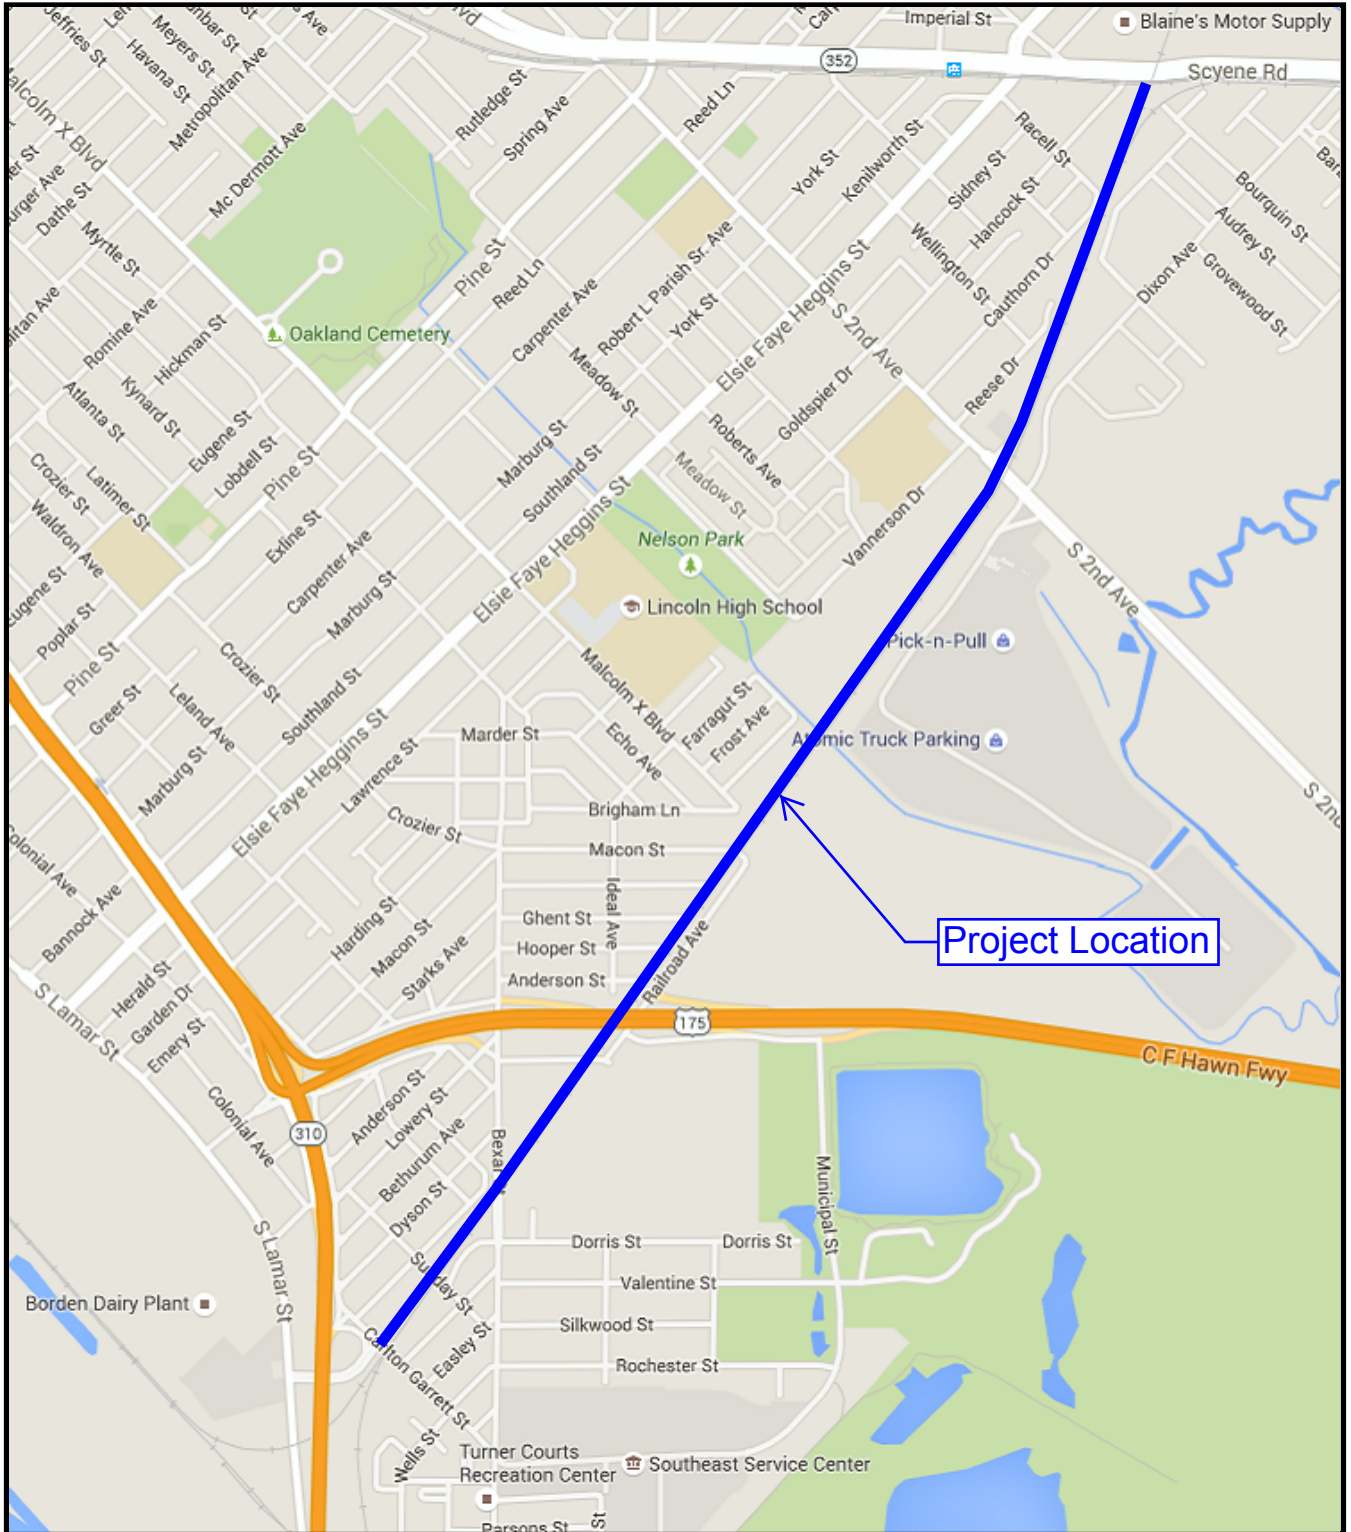 Jeffries St
Havana St
Meyers St
Metropolitan Ave
Mc Dermott Ave
Rutledge St
Spring Ave
Reed Ln
352
Imperial St
Blaine's Motor Supply
Scyene Rd
Malcolm X Blvd
Dathe St
Myrtle St
York St
Kenilworth St
Racell St
Sidney St
Hancock St
Bourquin St
Audrey St
Grovewood St
Dixon Ave
Wellington St
Cauthorn Dr
Pine St
Reed Ln
Carpenter Ave
Robert L. Parish Sr. Ave
York St
Elsie Faye Heggins St
S 2nd Ave
Oakland Cemetery
Romine Ave
Hickman St
Kynard St
Atlanta St
Eugene St
Lobdell St
Pine St
Meadow St
Goldspier Dr
Reese Dr
Roberts Ave
Meadow St
Marburg St
Southland St
Crozier St
Latimer St
Waldron Ave
Eugene St
Poplar St
Pine St
Exline St
Carpenter Ave
Marburg St
Elsie Faye Heggins St
Nelson Park
Vannerson Dr
S 2nd Ave
Lincoln High School
Pick-n-Pull
Crozier St
Leland Ave
Greer St
Southland St
Marburg St
Malcolm X Blvd
Farragut St
Frost Ave
Echo Ave
Marder St
Atomic Truck Parking
Lawrence St
Elsie Faye Heggins St
Crozier St
Brigham Ln
Macon St
S 2nd
Colonial Ave
Bannock Ave
Harding St
Macon St
Starks Ave
Ideal Ave
Ghent St
Hooper St
Anderson St
Railroad Ave
Project Location
S Lamar St
Herald St
Garden Dr
Emery St
175
C F Hawn Fwy
Colonial Ave
310
Anderson St
Lowery St
Bethurum Ave
Dyson St
Municipal St
S Lamar St
Dorris St
Dorris St
Sunday St
Valentine St
Borden Dairy Plant
Silkwood St
Carlton Garrett St
Easley St
Rochester St
Wells St
Turner Courts
Recreation Center
Southeast Service Center
Parsons St
St